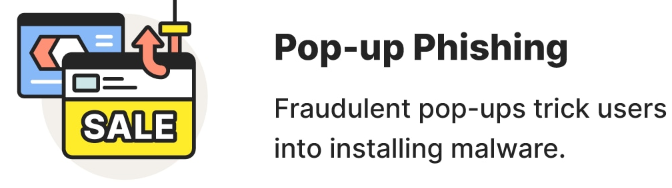 Pop-up Phishing
SALE
Fraudulent pop-ups trick users
into installing malware.